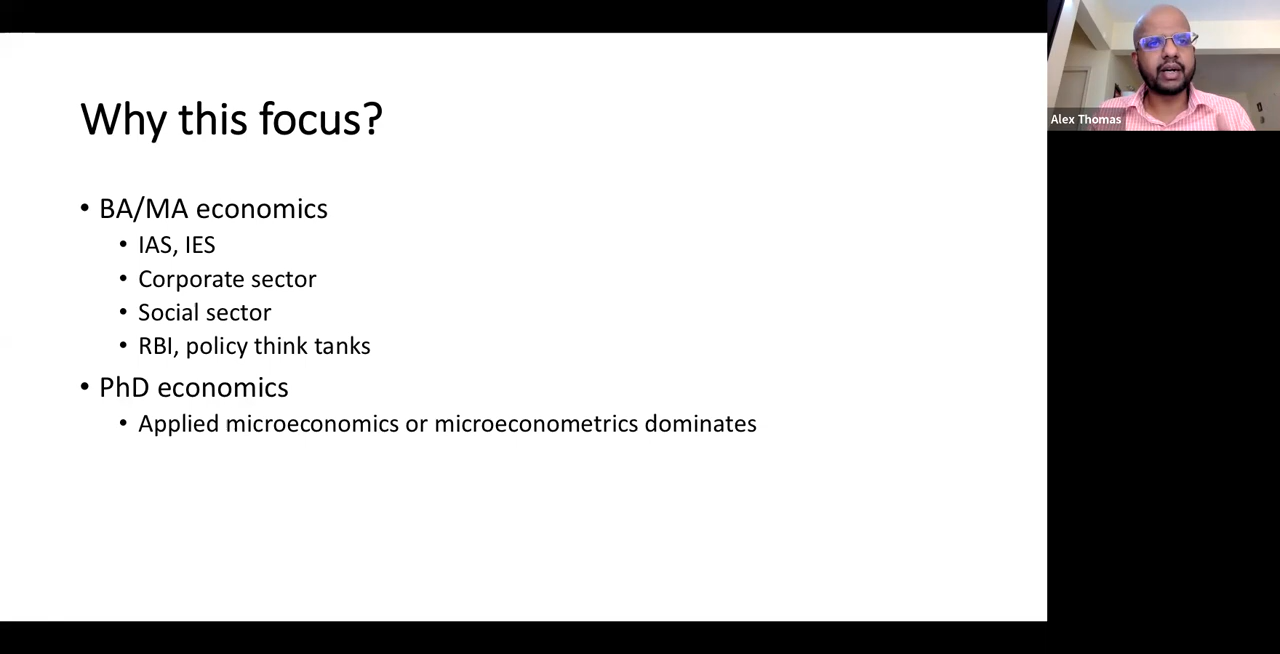 Why this focus?
• BA/MA economics
• IAS, IES
• Corporate sector
• Social sector
• RBI, policy think tanks
• PhD economics
• Applied microeconomics or microeconometrics dominates
Alex Thomas